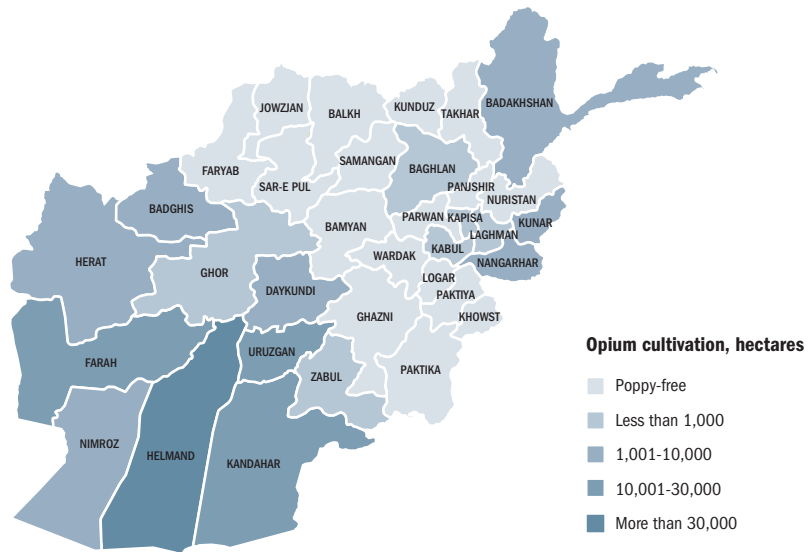 JOWZJAN
BALKH
KUNDUZ
TAKHAR
BADAKHSHAN
FARYAB
SAR-E PUL
SAMANGAN
BAGHLAN
PANJSHIR
NURISTAN
BADGHIS
BAMYAN
PARWAN
KAPISA
KUNAR
LAGHMAN
HERAT
GHOR
WARDAK
KABUL
NANGARHAR
DAYKUNDI
LOGAR
PAKTIYA
GHAZNI
KHOWST
FARAH
URUZGAN
ZABUL
PAKTIKA
NIMROZ
HELMAND
KANDAHAR
Opium cultivation, hectares
Poppy-free
Less than 1,000
1,001-10,000
10,001-30,000
More than 30,000